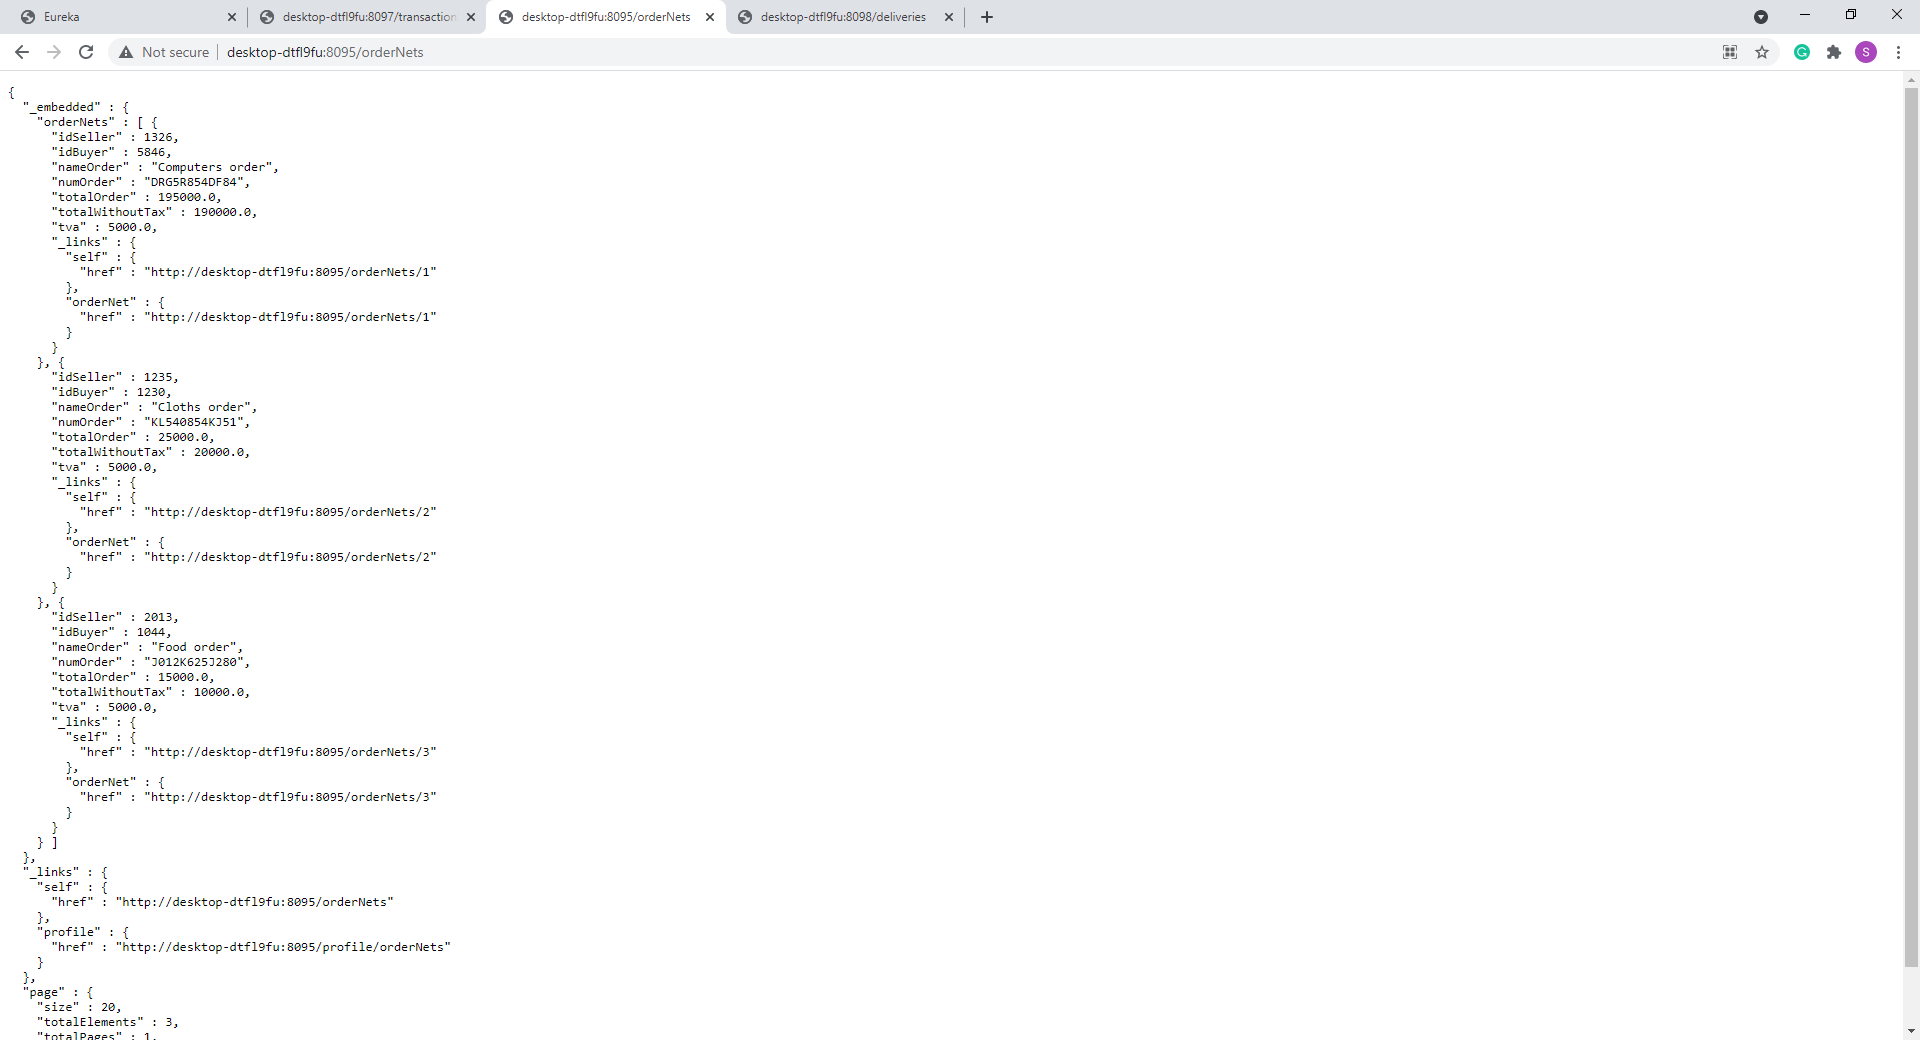 Eureka
desktop-dtfl9fu:8097/transaction
desktop-dtfl9fu:8095/orderNets
desktop-dtfl9fu:8098/deliveries
Not secure
desktop-dtfl9fu:8095/orderNets
S
{
"_embedded" : {
"orderNets" : [ {
"idSeller" : 1326,
"idBuyer" : 5846,
"nameOrder" : "Computers order",
"numOrder" : "DRG5R854DF84",
"totalOrder" : 195000.0,
"totalWithoutTax" : 190000.0,
"tva" : 5000.0,
"_links" : {
"self" : {
"href" : "http://desktop-dtfl9fu:8095/orderNets/1"
},
"orderNet" : {
"href" : "http://desktop-dtfl9fu:8095/orderNets/1"
}
}
}, {
"idSeller" : 1235,
"idBuyer" : 1230,
"nameOrder" : "Cloths order",
"numOrder" : "KL540854KJ51",
"totalOrder" : 25000.0,
"totalWithoutTax" : 20000.0,
"tva" : 5000.0,
"_links" : {
"self" : {
"href" : "http://desktop-dtfl9fu:8095/orderNets/2"
},
"orderNet" : {
"href" : "http://desktop-dtfl9fu:8095/orderNets/2"
}
}
}, {
"idSeller" : 2013,
"idBuyer" : 1044,
"nameOrder" : "Food order",
"numOrder" : "J012K625J280",
"totalOrder" : 15000.0,
"totalWithoutTax" : 10000.0,
"tva" : 5000.0,
"_links" : {
"self" : {
"href" : "http://desktop-dtfl9fu:8095/orderNets/3"
},
"orderNet" : {
"href" : "http://desktop-dtfl9fu:8095/orderNets/3"
}
}
} ]
},
"_links" : {
"self" : {
"href" : "http://desktop-dtfl9fu:8095/orderNets"
},
"profile" : {
"href" : "http://desktop-dtfl9fu:8095/profile/orderNets"
}
},
"page" : {
"size" : 20,
"totalElements" : 3,
"totalPages" : 1,